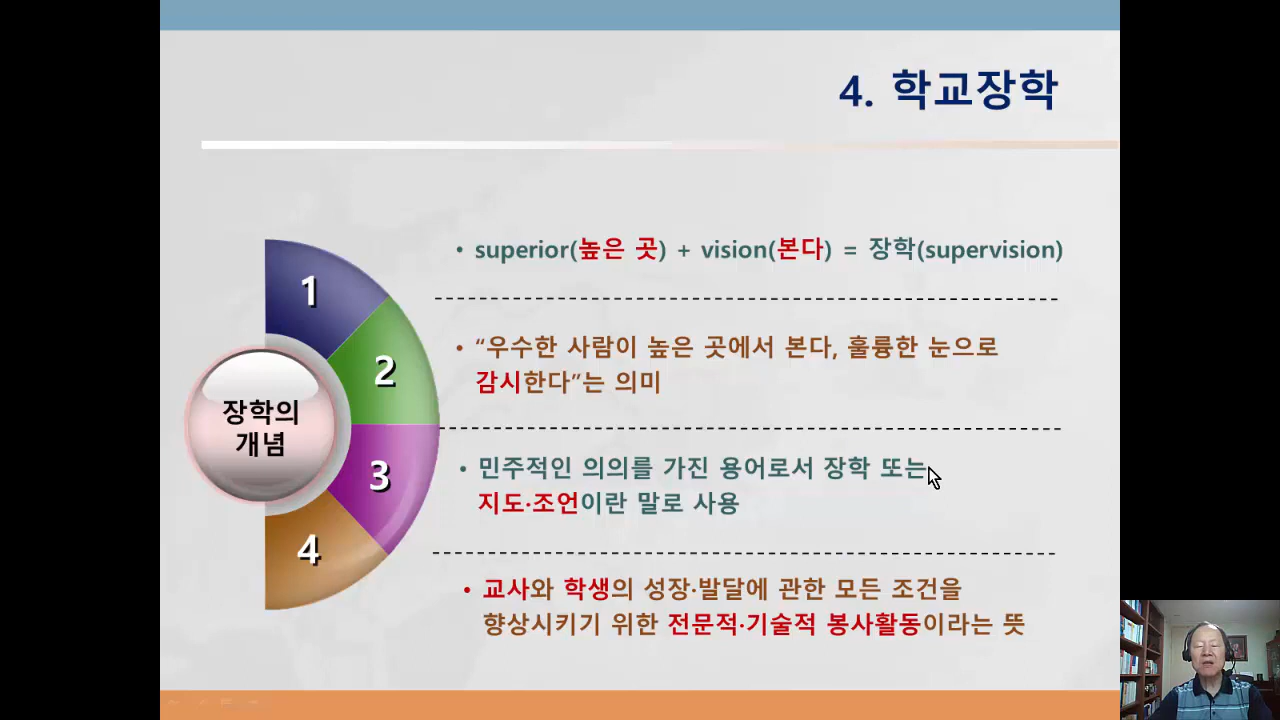 4. 학교장학
1
• superior(높은 곳) + vision(본다) = 장학(supervision)
2
• “우수한 사람이 높은 곳에서 본다, 훌륭한 눈으로
감시한다”는 의미
장학의
개념
3
• 민주적인 의의를 가진 용어로서 장학 또는
지도·조언이란 말로 사용
4
• 교사와 학생의 성장·발달에 관한 모든 조건을
향상시키기 위한 전문적·기술적 봉사활동이라는 뜻